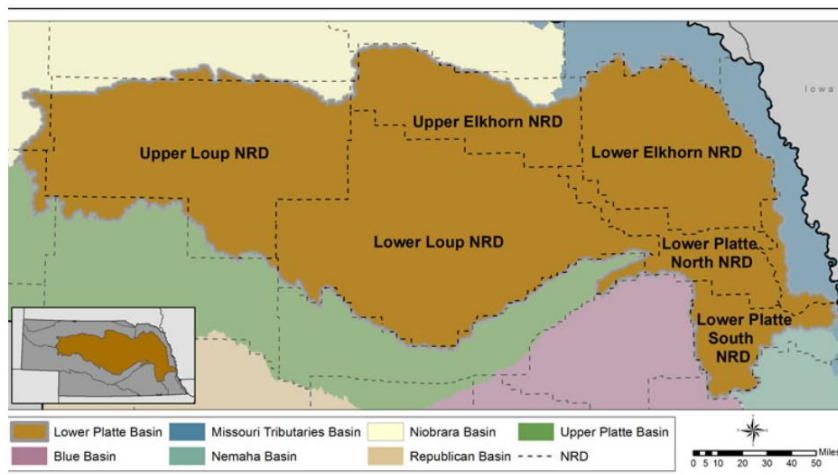 Iowa
Upper Elkhorn NRD
Upper Loup NRD
Lower Elkhorn NRD
Lower Loup NRD
Lower Platte
North NRD
Lower Platte
South
NRD
Lower Platte Basin
Missouri Tributaries Basin
Niobrara Basin
Upper Platte Basin
Blue Basin
Nemaha Basin
Republican Basin
NRD
Miles
0 5 10 20 30 40 50